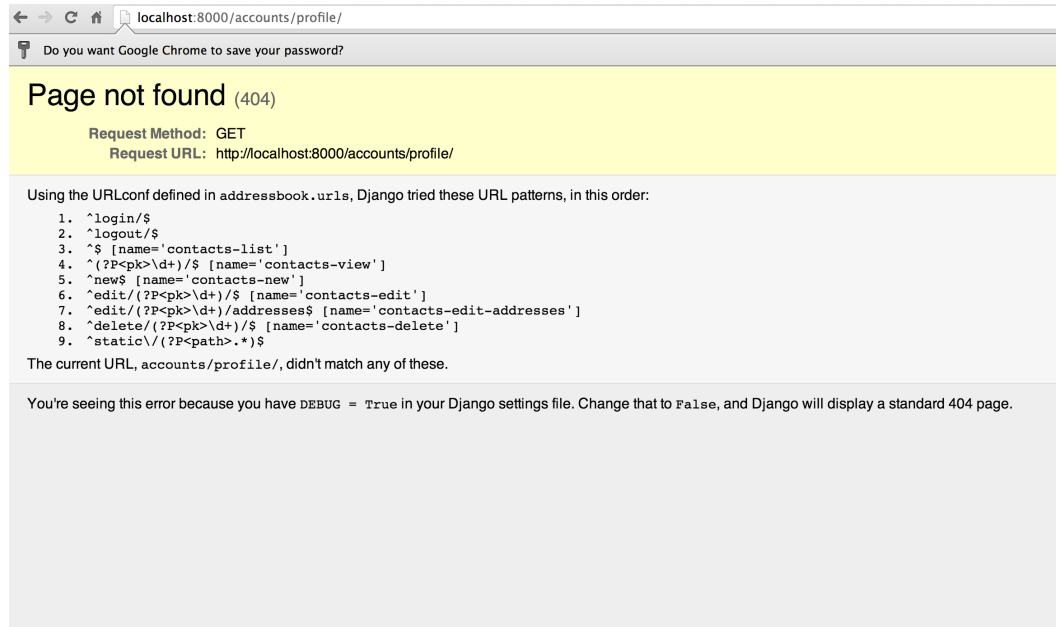 localhost:8000/accounts/profile/
Do you want Google Chrome to save your password?
Page not found (404)
Request Method: GET
Request URL: http://localhost:8000/accounts/profile/
Using the URLconf defined in addressbook.urls, Django tried these URL patterns, in this order:
1. ^login/$
2. ^logout/$
3. ^$ [name='contacts-list']
4. ^(?P<pk>\d+)/$ [name='contacts-view']
5. ^new$ [name='contacts-new']
6. ^edit/(?P<pk>\d+)/$ [name='contacts-edit']
7. ^edit/(?P<pk>\d+)/addresses$ [name='contacts-edit-addresses']
8. ^delete/(?P<pk>\d+)/$ [name='contacts-delete']
9. ^static\/(?P<path>.*)$
The current URL, accounts/profile/, didn't match any of these.
You're seeing this error because you have DEBUG = True in your Django settings file. Change that to False, and Django will display a standard 404 page.